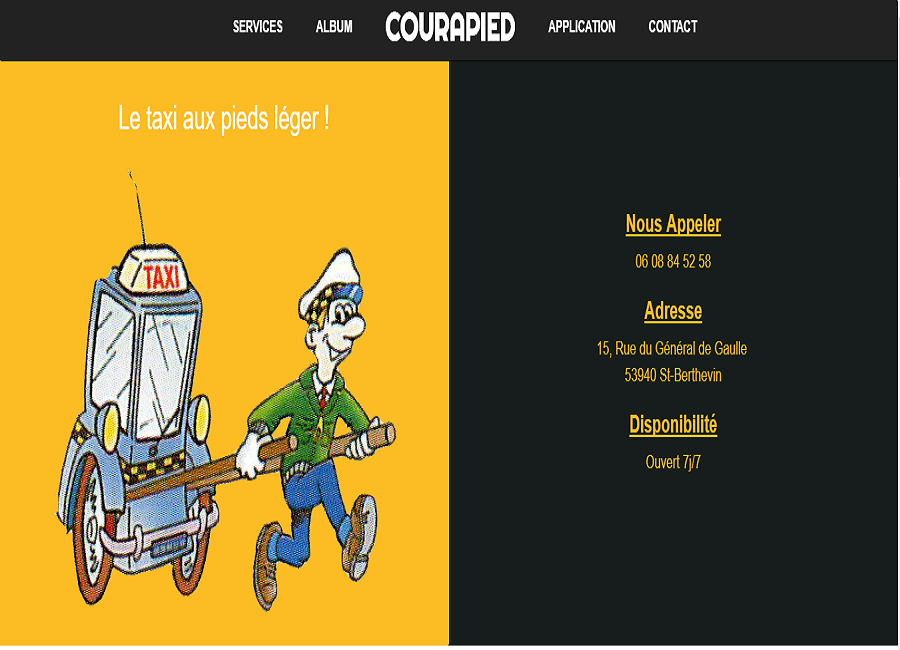 SERVICES
ALBUM
COURAPIED
APPLICATION
CONTACT
Le taxi aux pieds léger !
TAXI
Nous Appeler
06 08 84 52 58
Adresse
15, Rue du Général de Gaulle
53940 St-Berthevin
Disponibilité
Ouvert 7j/7